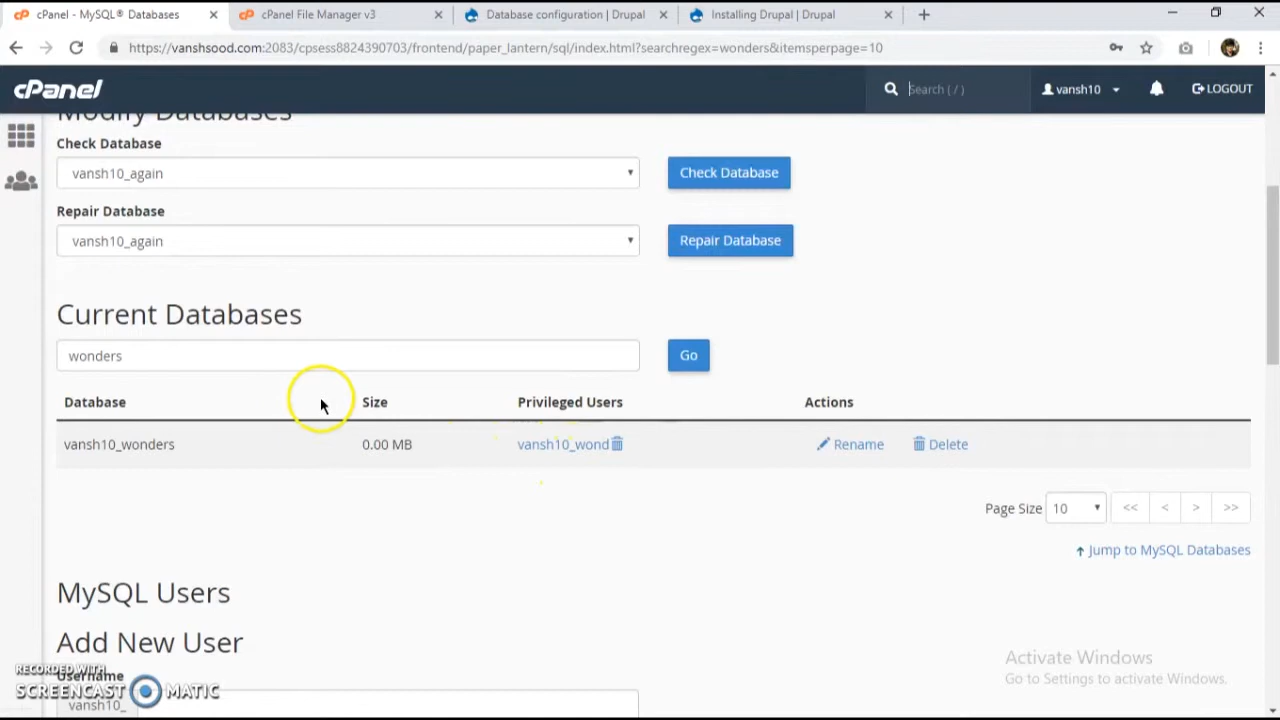 cPanel - MySQL® Databases
cPanel File Manager v3
Database configuration | Drupal
Installing Drupal | Drupal
https://vanshsood.com:2083/cpsess8824390703/frontend/paper_lantern/sql/index.html?searchregex=wonders&itemsperpage=10
cPanel
Search ( / )
vansh10
LOGOUT
Modify Databases
Check Database
vansh10_again
Check Database
Repair Database
vansh10_again
Repair Database
Current Databases
wonders
Go
Database Size Privileged Users Actions
vansh10_wonders 0.00 MB vansh10_wond Rename Delete
Page Size 10 << < > >>
Jump to MySQL Databases
MySQL Users
Add New User
Username
vansh10_
RECORDED WITH
SCREENCAST MATIC
Activate Windows
Go to Settings to activate Windows.